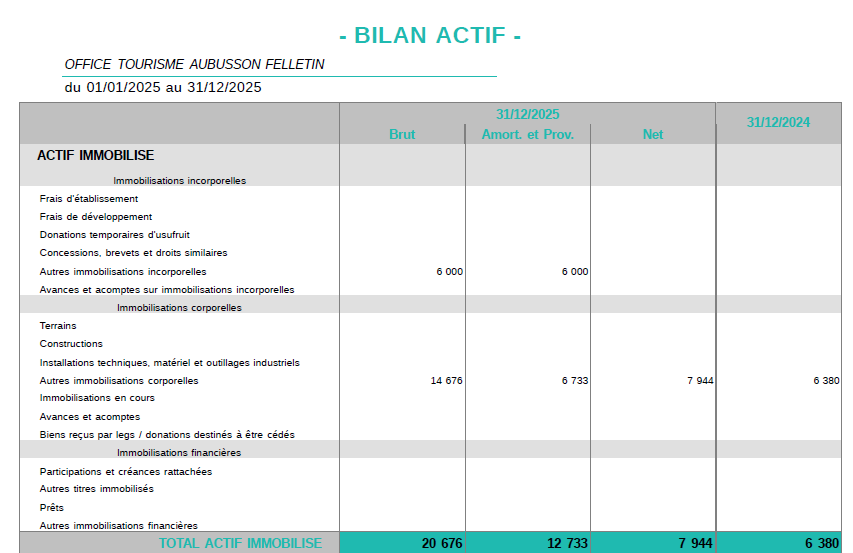 - BILAN ACTIF -
OFFICE TOURISME AUBUSSON FELLETIN
du 01/01/2025 au 31/12/2025
31/12/2025 31/12/2024
Brut Amort. et Prov. Net
ACTIF IMMOBILISE
Immobilisations incorporelles
Frais d'établissement
Frais de développement
Donations temporaires d'usufruit
Concessions, brevets et droits similaires
Autres immobilisations incorporelles 6 000 6 000
Avances et acomptes sur immobilisations incorporelles
Immobilisations corporelles
Terrains
Constructions
Installations techniques, matériel et outillages industriels
Autres immobilisations corporelles 14 676 6 733 7 944 6 380
Immobilisations en cours
Avances et acomptes
Biens reçus par legs / donations destinés à être cédés
Immobilisations financières
Participations et créances rattachées
Autres titres immobilisés
Prêts
Autres immobilisations financières
TOTAL ACTIF IMMOBILISE 20 676 12 733 7 944 6 380